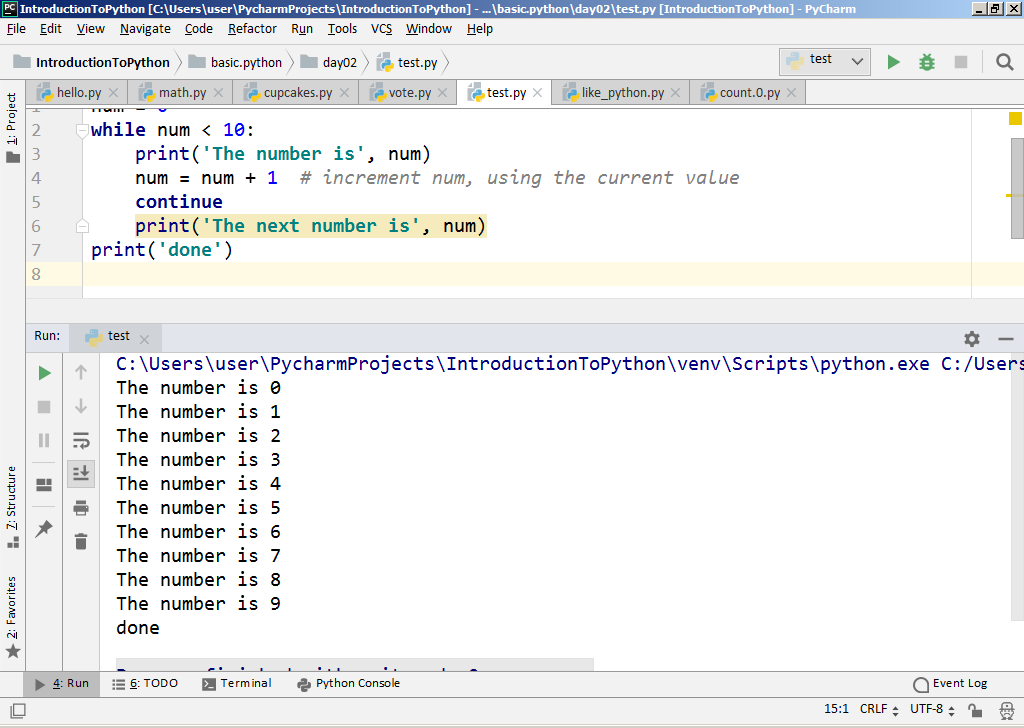 IntroductionToPython [C:\Users\user\PycharmProjects\IntroductionToPython] - ...\basic.python\day02\test.py [IntroductionToPython] - PyCharm
File Edit View Navigate Code Refactor Run Tools VCS Window Help
IntroductionToPython basic.python day02 test.py test
hello.py math.py cupcakes.py vote.py test.py like_python.py count.0.py
1: Project
2 while num < 10:
3 print('The number is', num)
4 num = num + 1 # increment num, using the current value
5 continue
6 print('The next number is', num)
7 print('done')
8
Run: test
C:\Users\user\PycharmProjects\IntroductionToPython\venv\Scripts\python.exe C:/Users
The number is 0
The number is 1
The number is 2
The number is 3
The number is 4
The number is 5
The number is 6
The number is 7
The number is 8
The number is 9
done
7: Structure
2: Favorites
4: Run 6: TODO Terminal Python Console Event Log
15:1 CRLF UTF-8